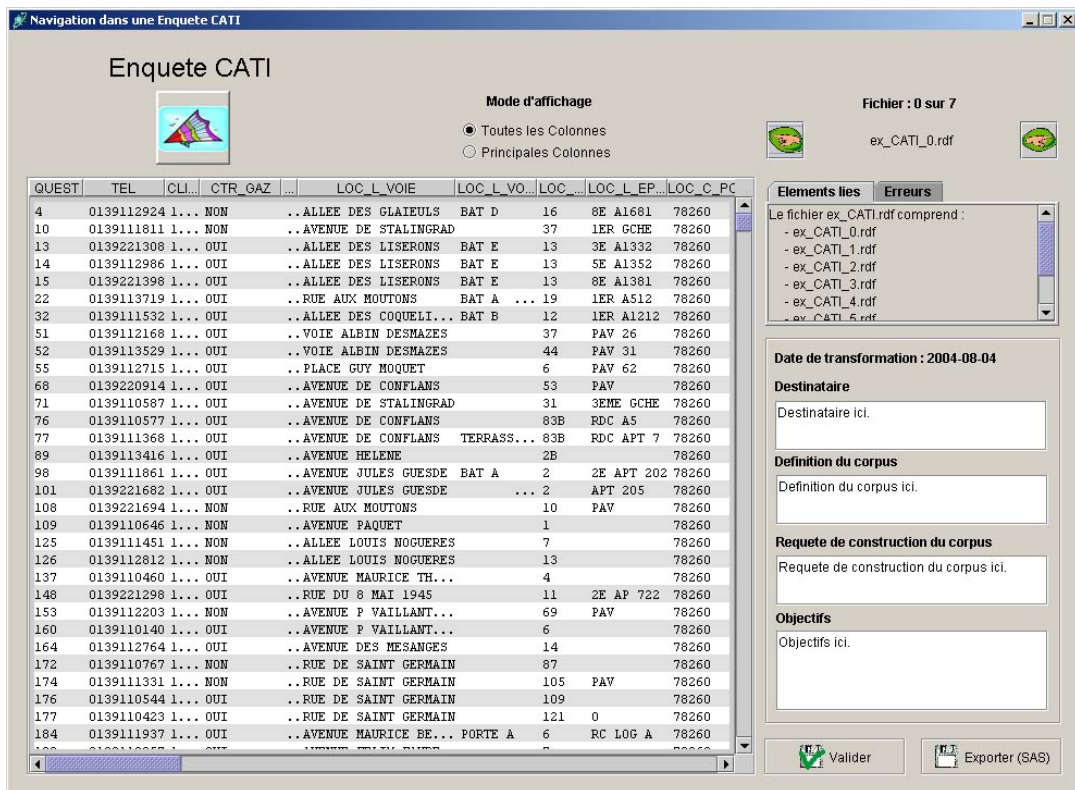 Navigation dans une Enquete CATI
Enquete CATI
Mode d'affichage
Toutes les Colonnes
Principales Colonnes
Fichier : 0 sur 7
ex_CATI_0.rdf
QUEST TEL CLI... CTR_GAZ ... LOC_L_VOIE LOC_L_VO... LOC_... LOC_L_EP... LOC_C_PC
4 0139112924 1... NON ..ALLEE DES GLAIEULS BAT D 16 8E A1681 78260
10 0139111811 1... NON ..AVENUE DE STALINGRAD 37 1ER GCHE 78260
13 0139221308 1... OUI ..ALLEE DES LISERONS BAT E 13 3E A1332 78260
14 0139112986 1... OUI ..ALLEE DES LISERONS BAT E 13 5E A1352 78260
15 0139221398 1... OUI ..ALLEE DES LISERONS BAT E 13 8E A1381 78260
22 0139113719 1... OUI ..RUE AUX MOUTONS BAT A ... 19 1ER A512 78260
32 0139111532 1... OUI ..ALLEE DES COQUELI... BAT B 12 1ER A1212 78260
51 0139112168 1... OUI ..VOIE ALBIN DESMAZES 37 PAV 26 78260
52 0139113529 1... OUI ..VOIE ALBIN DESMAZES 44 PAV 31 78260
55 0139112715 1... OUI ..PLACE GUY MOQUET 6 PAV 62 78260
68 0139220914 1... OUI ..AVENUE DE CONFLANS 53 PAV 78260
71 0139110587 1... OUI ..AVENUE DE STALINGRAD 31 3EME GCHE 78260
76 0139110577 1... OUI ..AVENUE DE CONFLANS 83B RDC A5 78260
77 0139111368 1... OUI ..AVENUE DE CONFLANS TERRASS... 83B RDC APT 7 78260
89 0139113416 1... OUI ..AVENUE HELENE 2B 78260
98 0139111861 1... OUI ..AVENUE JULES GUESDE BAT A 2 2E APT 202 78260
101 0139221682 1... OUI ..AVENUE JULES GUESDE ... 2 APT 205 78260
108 0139221694 1... OUI ..RUE AUX MOUTONS 10 PAV 78260
109 0139110646 1... OUI ..AVENUE PAQUET 1 78260
125 0139111451 1... OUI ..ALLEE LOUIS NOGUERES 7 78260
126 0139112812 1... OUI ..ALLEE LOUIS NOGUERES 13 78260
137 0139110460 1... OUI ..AVENUE MAURICE TH... 4 78260
148 0139221298 1... OUI ..RUE DU 8 MAI 1945 11 2E AP 722 78260
153 0139112203 1... NON ..AVENUE P VAILLANT... 69 PAV 78260
160 0139110140 1... OUI ..AVENUE P VAILLANT... 6 78260
164 0139112764 1... OUI ..AVENUE DES MESANGES 14 78260
172 0139110767 1... NON ..RUE DE SAINT GERMAIN 87 78260
174 0139111331 1... NON ..RUE DE SAINT GERMAIN 105 PAV 78260
176 0139110544 1... OUI ..RUE DE SAINT GERMAIN 109 78260
177 0139110423 1... OUI ..RUE DE SAINT GERMAIN 121 0 78260
184 0139111937 1... OUI ..AVENUE MAURICE BE... PORTE A 6 RC LOG A 78260
Elements lies Erreurs
Le fichier ex_CATI.rdf comprend :
- ex_CATI_0.rdf
- ex_CATI_1.rdf
- ex_CATI_2.rdf
- ex_CATI_3.rdf
- ex_CATI_4.rdf
- ex_CATI_5.rdf
Date de transformation : 2004-08-04
Destinataire
Destinataire ici.
Definition du corpus
Definition du corpus ici.
Requete de construction du corpus
Requete de construction du corpus ici.
Objectifs
Objectifs ici.
Valider
Exporter (SAS)